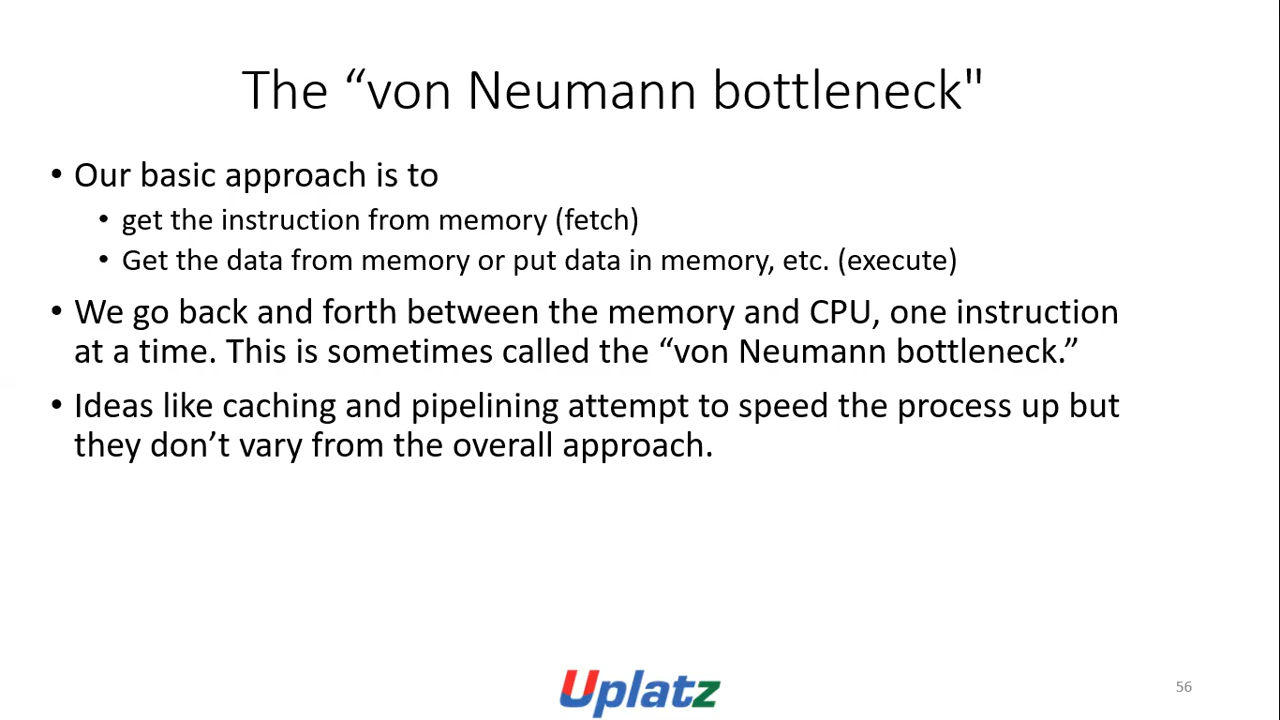 The “von Neumann bottleneck"
• Our basic approach is to
• get the instruction from memory (fetch)
• Get the data from memory or put data in memory, etc. (execute)
• We go back and forth between the memory and CPU, one instruction
at a time. This is sometimes called the “von Neumann bottleneck.”
• Ideas like caching and pipelining attempt to speed the process up but
they don’t vary from the overall approach.
Uplatz
56